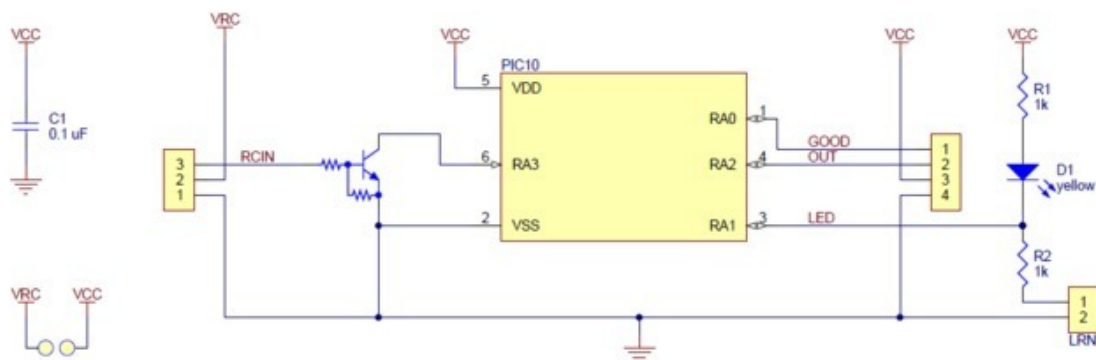 VCC
C1
0.1 uF
VRC
VCC
VRC
3
2
1
RCIN
VCC
PIC10
5
VDD
6
RA3
2
VSS
RA0
1
RA2
4
RA1
3
GOOD
OUT
LED
VCC
1
2
3
4
VCC
R1
1k
D1
yellow
R2
1k
1
2
LRN